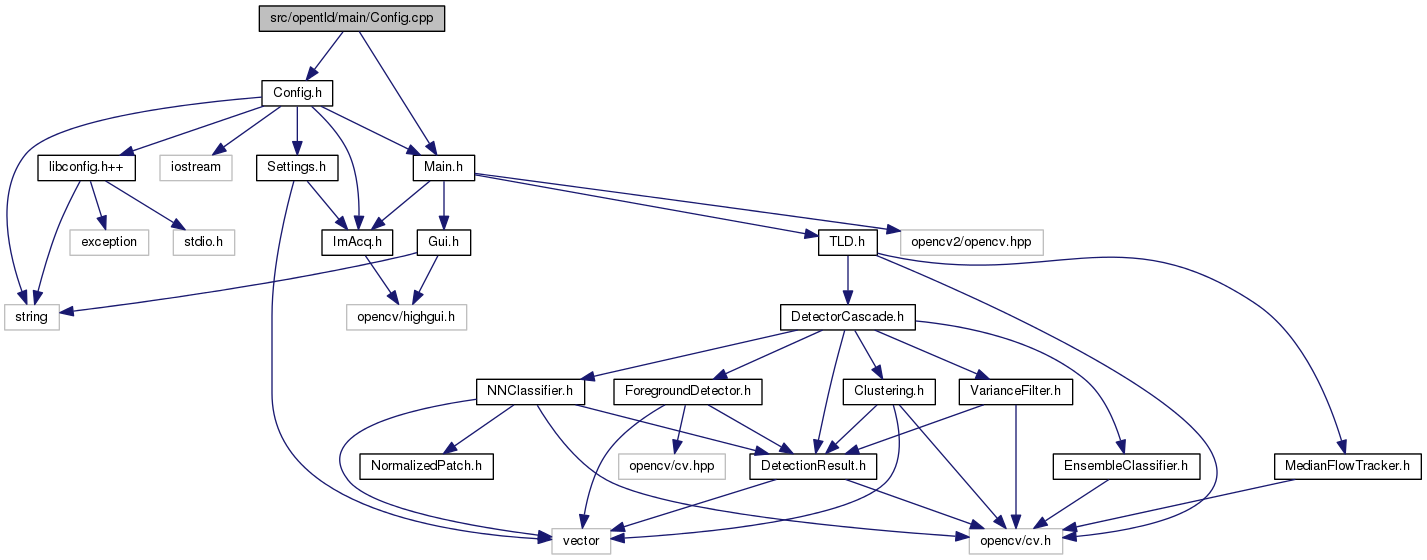 src/opentld/main/Config.cpp
Config.h
libconfig.h++
iostream
Settings.h
Main.h
exception
stdio.h
ImAcq.h
Gui.h
TLD.h
opencv2/opencv.hpp
string
opencv/highgui.h
DetectorCascade.h
NNClassifier.h
ForegroundDetector.h
Clustering.h
VarianceFilter.h
NormalizedPatch.h
opencv/cv.hpp
DetectionResult.h
EnsembleClassifier.h
MedianFlowTracker.h
vector
opencv/cv.h